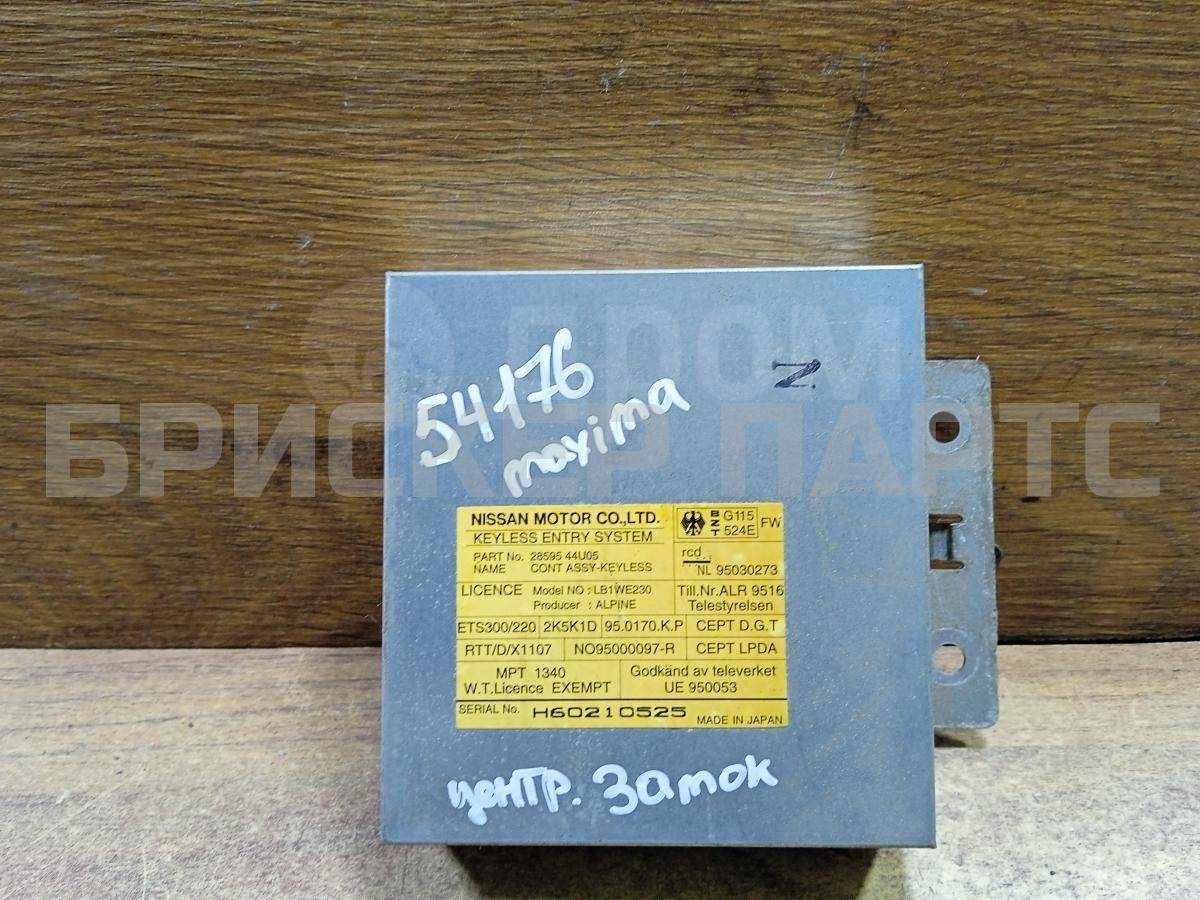 ГРОМ
БРИСКЕР ПАРТС
54176
maxima
Z
NISSAN MOTOR CO.,LTD.
KEYLESS ENTRY SYSTEM
PART No. 28595 44U05
NAME CONT ASSY-KEYLESS
BZT G115 524E FW
rcd
NL 95030273
LICENCE Model NO : LB1WE230
Producer : ALPINE
Till.Nr.ALR 9516
Telestyrelsen
ETS300/220 2K5K1D 95.0170.K.P CEPT D.G.T
RTT/D/X1107 NO95000097-R CEPT LPDA
MPT 1340
W.T.Licence EXEMPT
Godkänd av televerket
UE 950053
SERIAL No. H60210525 MADE IN JAPAN
центр. Замок